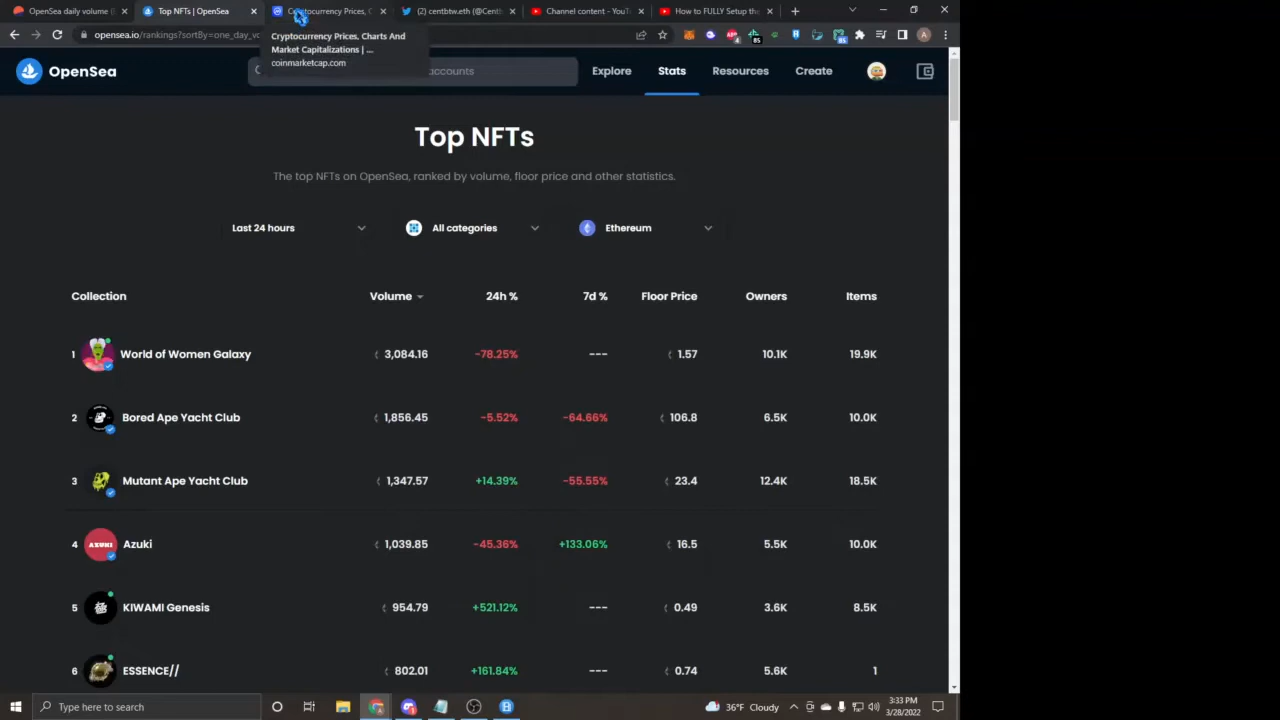 OpenSea daily volume (
Top NFTs | OpenSea
Cryptocurrency Prices, C
(2) centbtw.eth (@Centb
Channel content - YouT
How to FULLY Setup the
opensea.io/rankings?sortBy=one_day_vo
Cryptocurrency Prices, Charts And
Market Capitalizations | ...
coinmarketcap.com
OpenSea
accounts
Explore
Stats
Resources
Create
Top NFTs
The top NFTs on OpenSea, ranked by volume, floor price and other statistics.
Last 24 hours
All categories
Ethereum
Collection Volume 24h % 7d % Floor Price Owners Items
1 World of Women Galaxy 3,084.16 -78.25% --- 1.57 10.1K 19.9K
2 Bored Ape Yacht Club 1,856.45 -5.52% -64.66% 106.8 6.5K 10.0K
3 Mutant Ape Yacht Club 1,347.57 +14.39% -55.55% 23.4 12.4K 18.5K
4 AZUKI Azuki 1,039.85 -45.36% +133.06% 16.5 5.5K 10.0K
5 KIWAMI Genesis 954.79 +521.12% --- 0.49 3.6K 8.5K
6 ESSENCE// 802.01 +161.84% --- 0.74 5.6K 1
Type here to search
36°F Cloudy
3:33 PM
3/28/2022